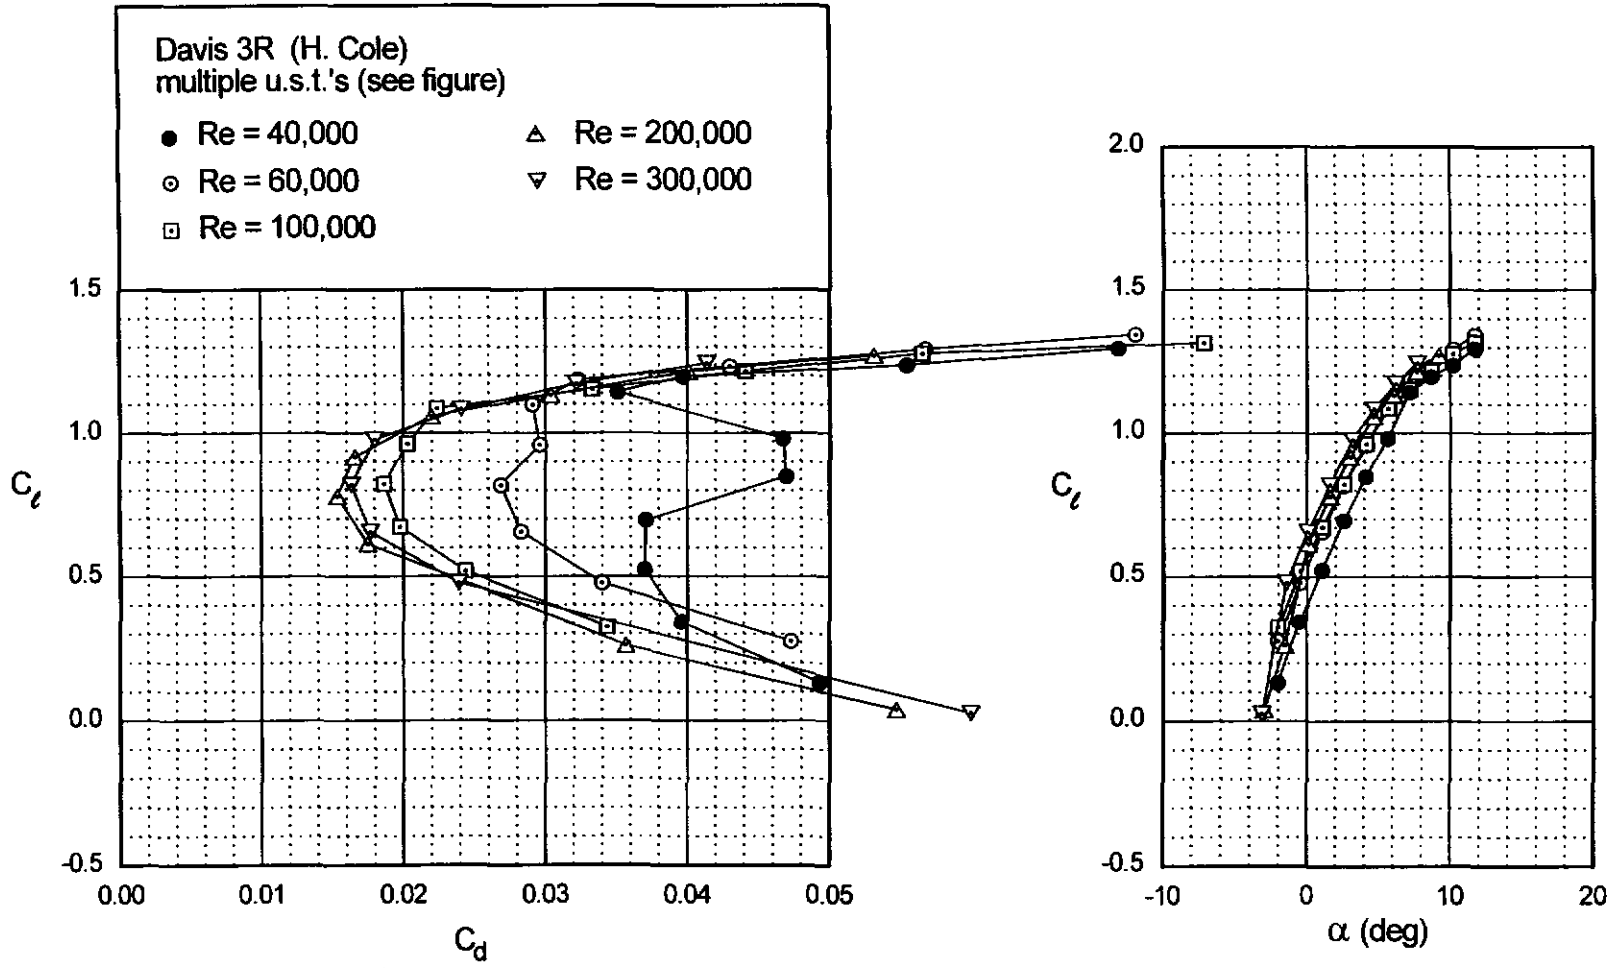 Davis 3R (H. Cole)
multiple u.s.t.'s (see figure)
Re = 40,000
Re = 200,000
Re = 60,000
Re = 300,000
Re = 100,000
1.5
1.0
0.5
0.0
-0.5
Cℓ
0.00 0.01 0.02 0.03 0.04 0.05
Cd
2.0
1.5
1.0
0.5
0.0
-0.5
Cℓ
-10 0 10 20
α (deg)